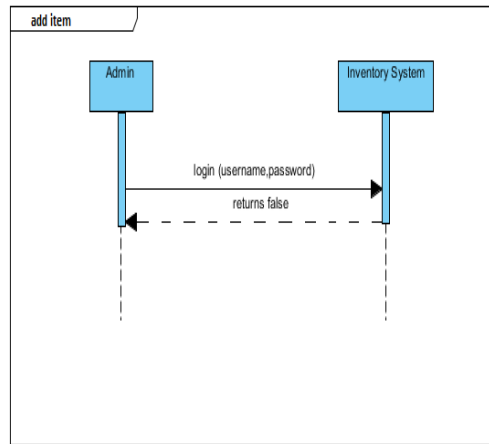 add item
Admin
Inventory System
login (username,password)
returns false